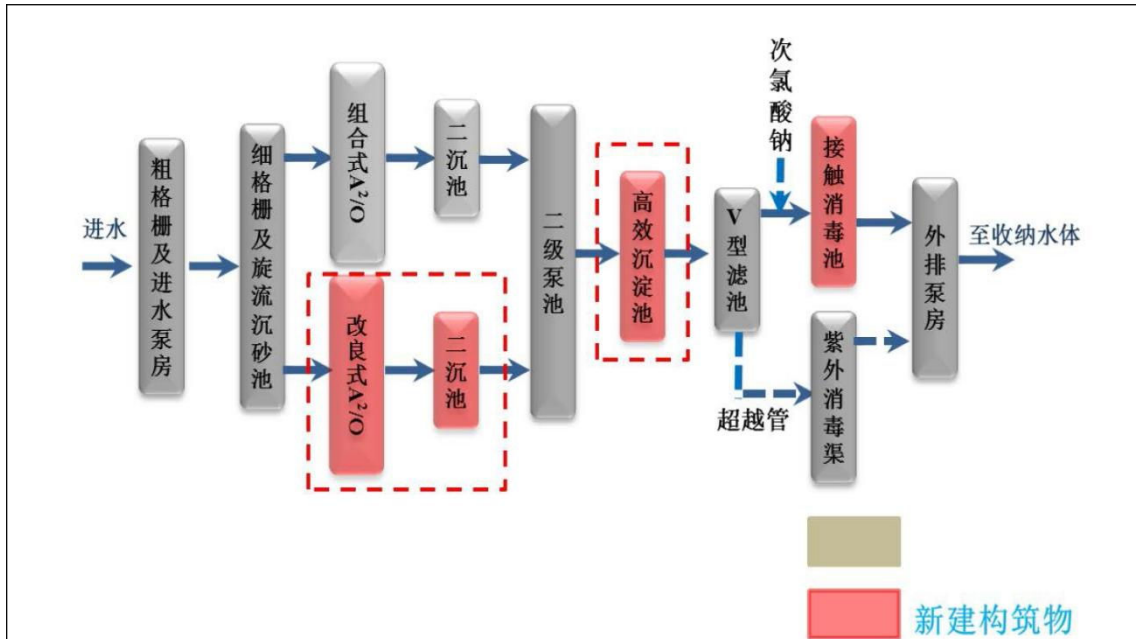 进水
粗格栅及进水泵房
细格栅及旋流沉砂池
组合式A²/O
二沉池
改良式A²/O
二沉池
二级泵池
高效沉淀池
V型滤池
次氯酸钠
接触消毒池
超越管
紫外消毒渠
外排泵房
至收纳水体
新建构筑物